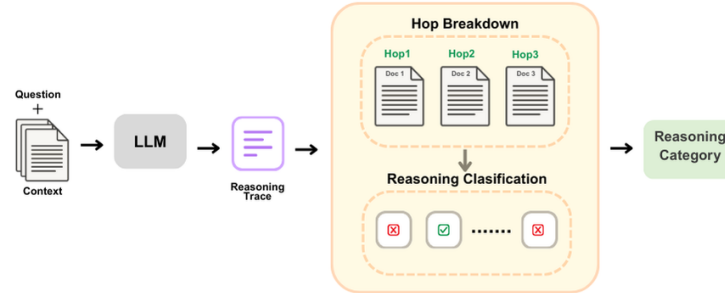 Hop Breakdown
Hop1 Hop2 Hop3
Doc 1 Doc 2 Doc 3
Question
+
Context
LLM
Reasoning
Trace
Reasoning Clasification
Reasoning
Category